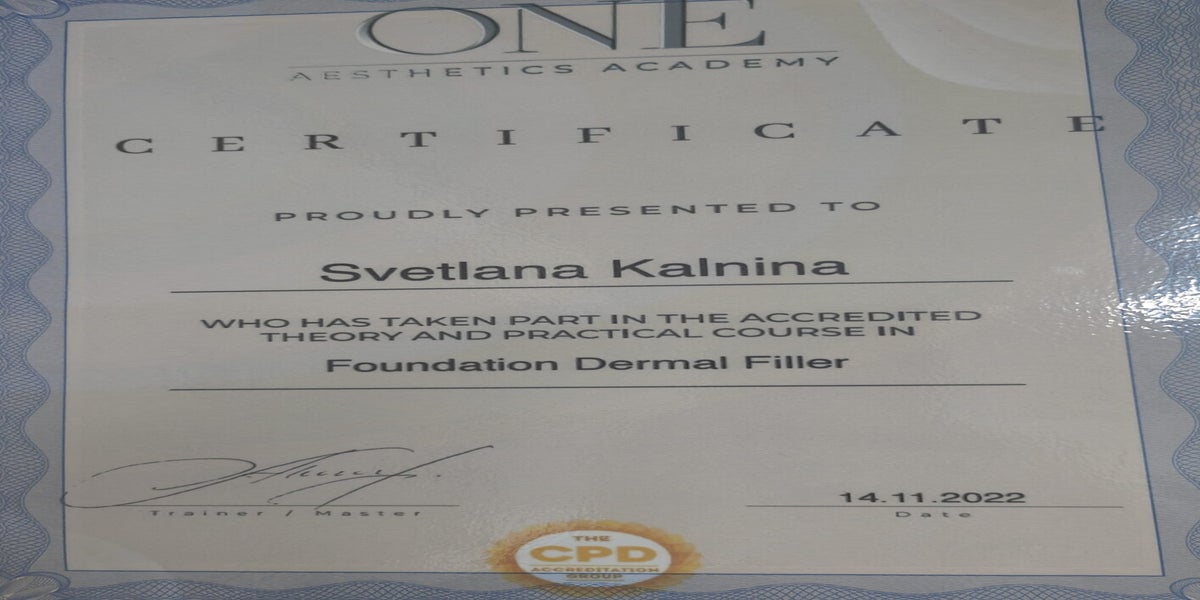 ONE
AESTHETICS ACADEMY
CERTIFICATE
PROUDLY PRESENTED TO
Svetlana Kalnina
WHO HAS TAKEN PART IN THE ACCREDITED
THEORY AND PRACTICAL COURSE IN
Foundation Dermal Filler
14.11.2022
Trainer / Master
Date
THE
CPD
ACCREDITATION
GROUP